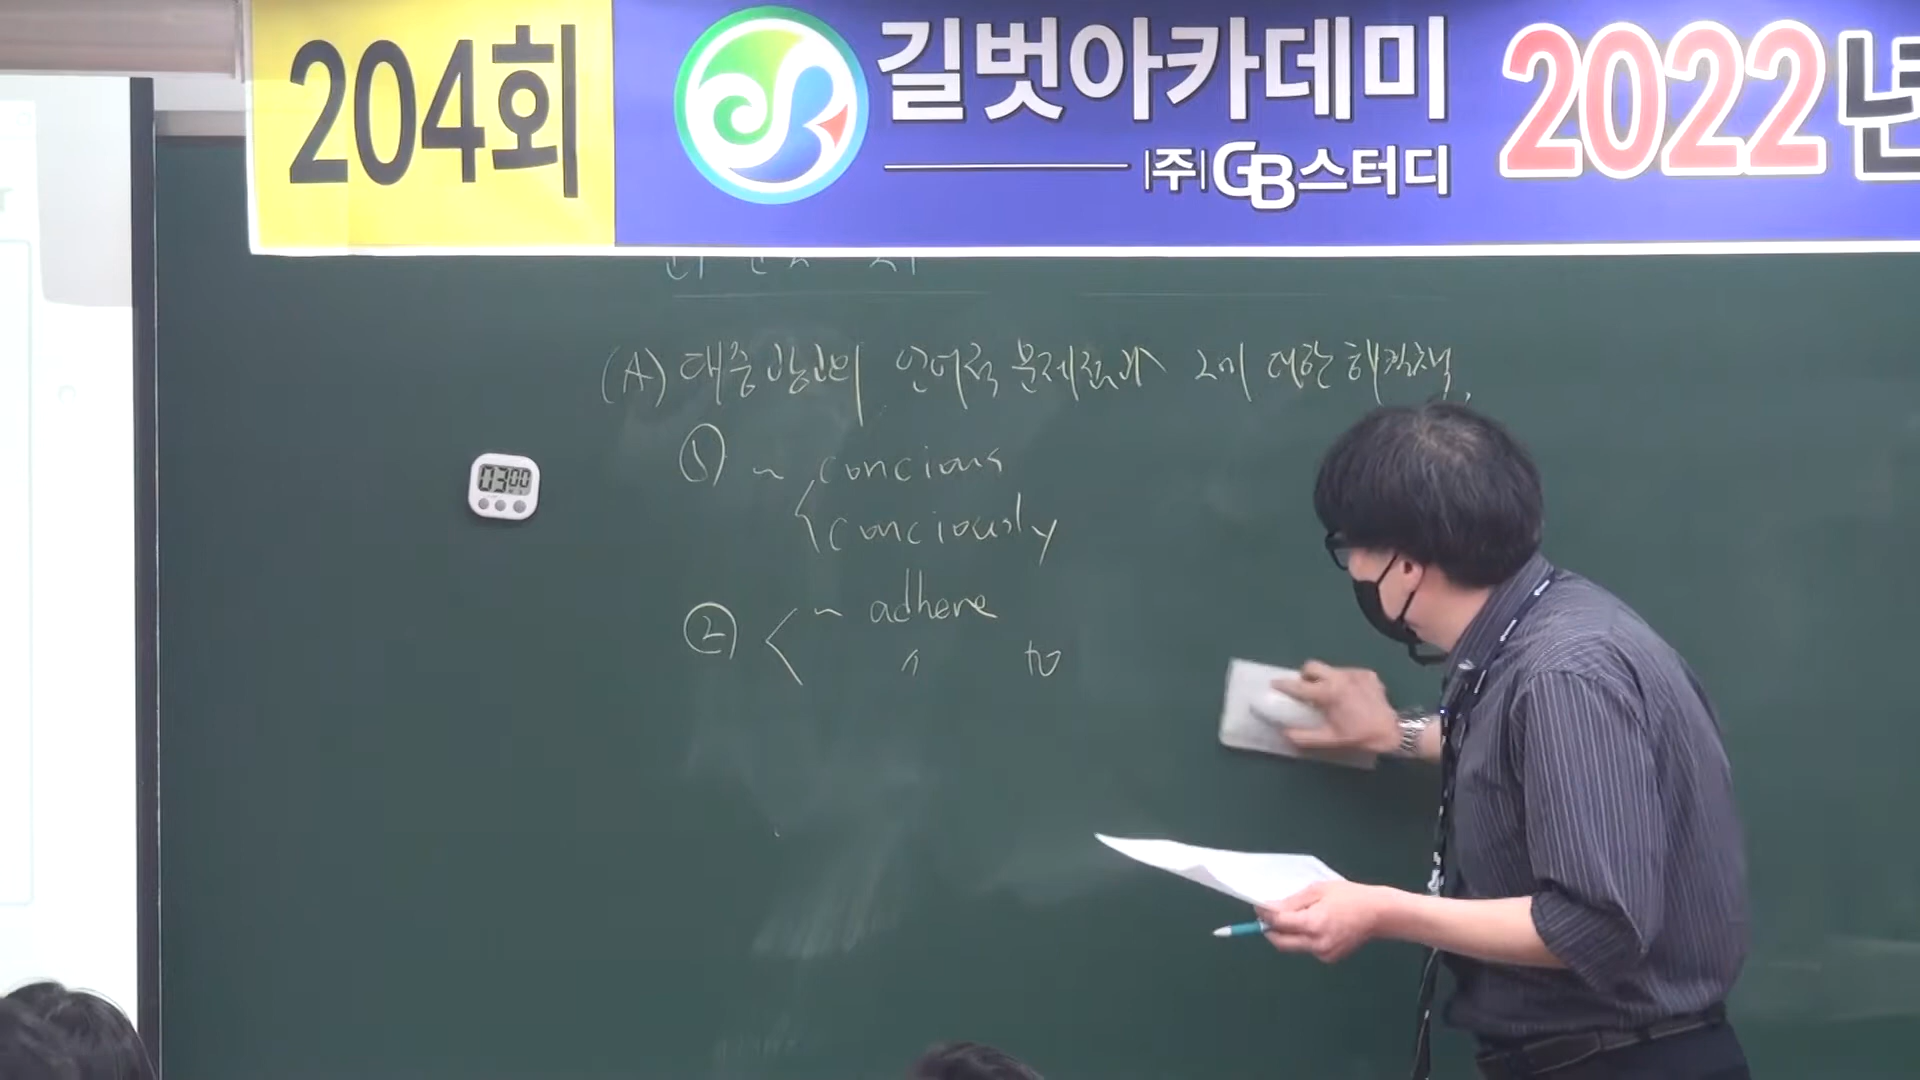 204회
길벗아카데미
(주)GB스터디
2022년
(A) 대중 방언의 언어적 문제점과 그에 대한 해결책.
① ~ concious
conciously
② ~ adhere
to
03 00